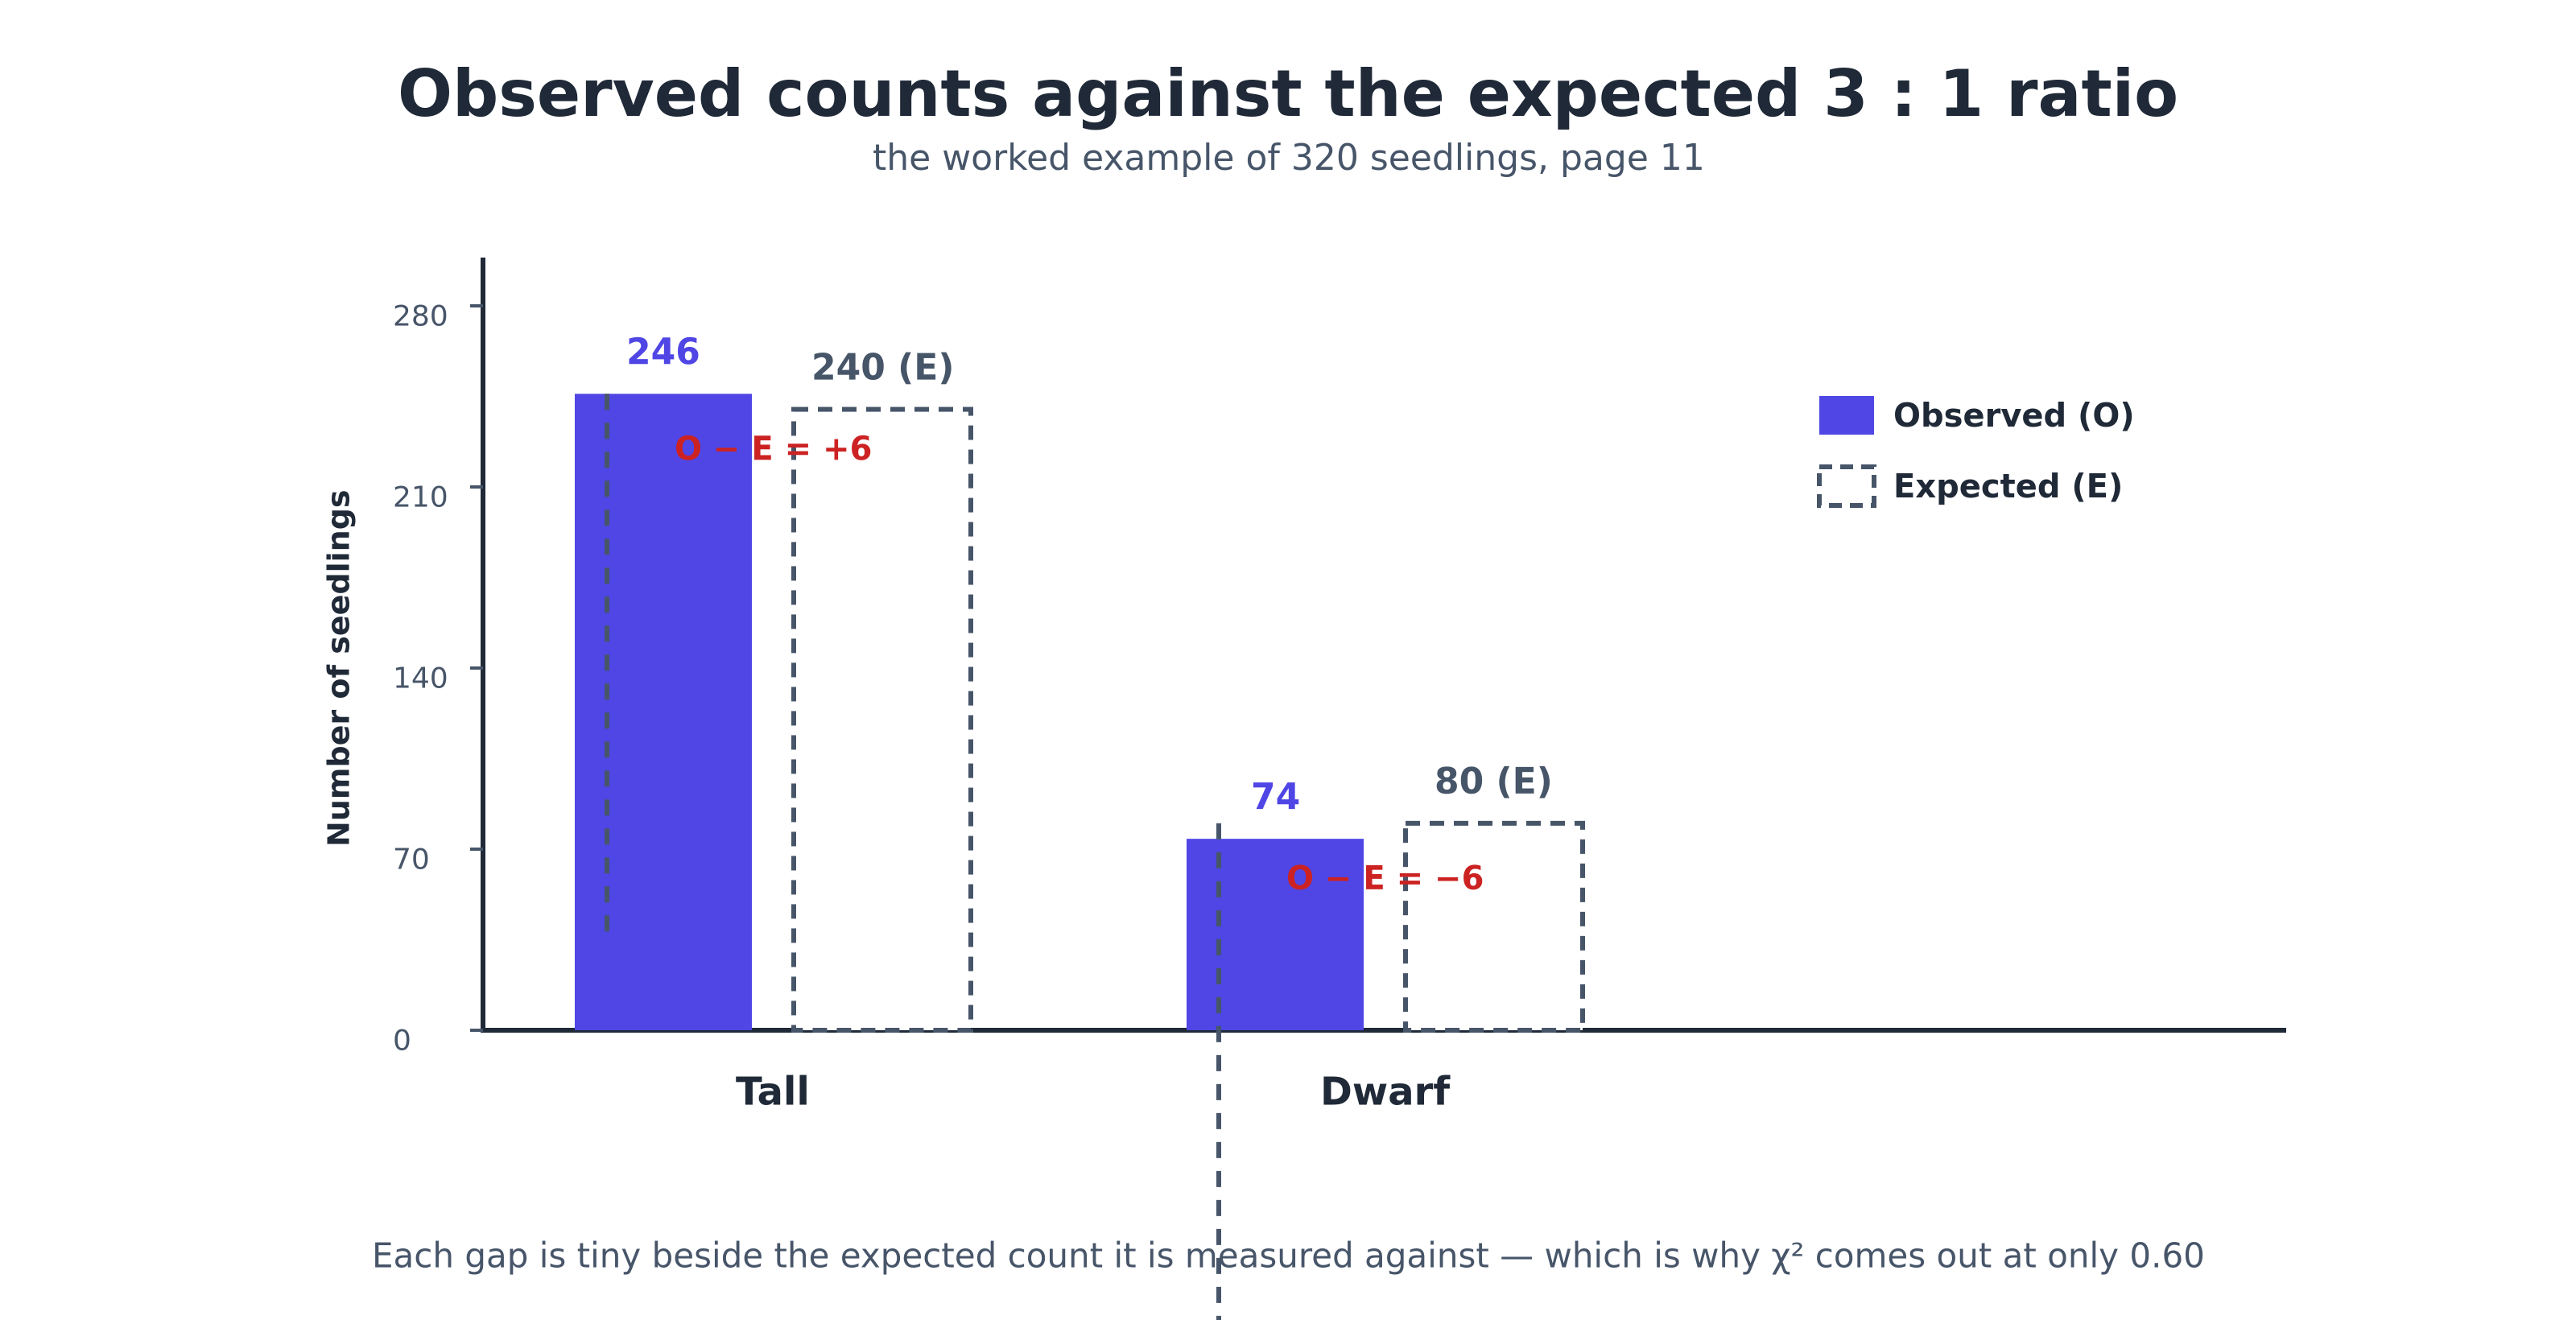 Observed counts against the expected 3 : 1 ratio
the worked example of 320 seedlings, page 11
280
246
240 (E)
Observed (O)
O − E = +6
Expected (E)
210
Number of seedlings
140
80 (E)
74
70
O − E = −6
0
Tall
Dwarf
Each gap is tiny beside the expected count it is measured against — which is why χ² comes out at only 0.60